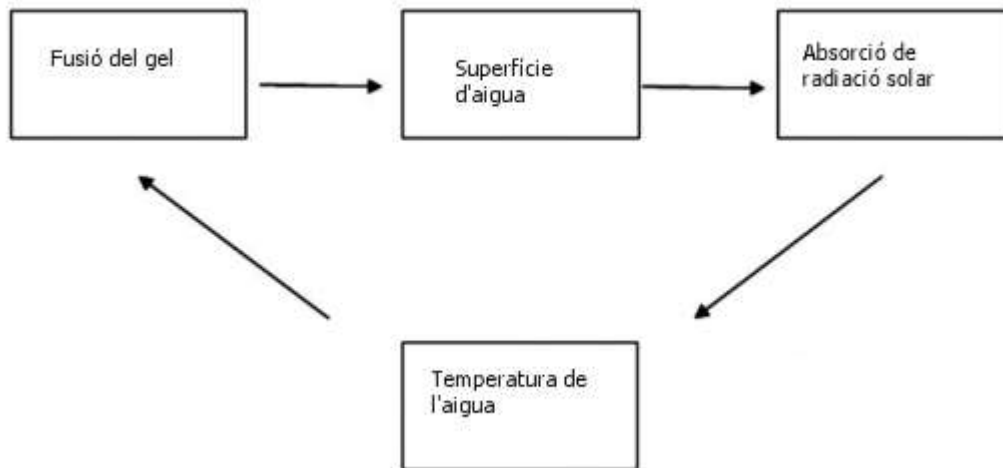 Fusió del gel
Superfície
d'aigua
Absorció de
radiació solar
Temperatura de
l'aigua